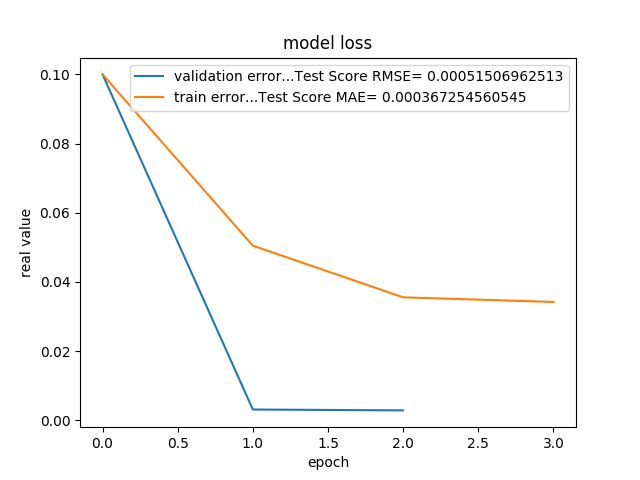 model loss
validation error...Test Score RMSE= 0.00051506962513
train error...Test Score MAE= 0.000367254560545
0.10
0.08
0.06
0.04
0.02
0.00
real value
0.0 0.5 1.0 1.5 2.0 2.5 3.0
epoch